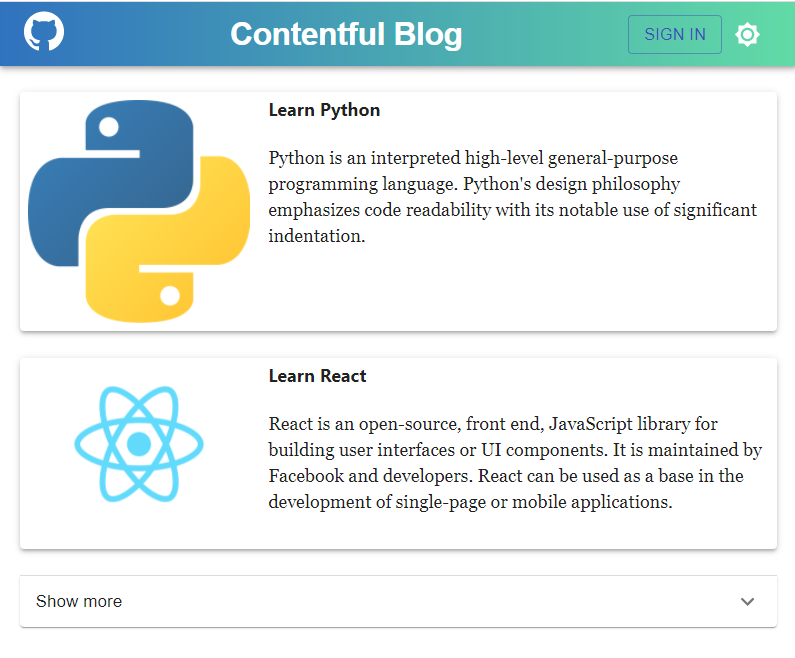 Contentful Blog
SIGN IN
Learn Python
Python is an interpreted high-level general-purpose
programming language. Python's design philosophy
emphasizes code readability with its notable use of significant
indentation.
Learn React
React is an open-source, front end, JavaScript library for
building user interfaces or UI components. It is maintained by
Facebook and developers. React can be used as a base in the
development of single-page or mobile applications.
Show more